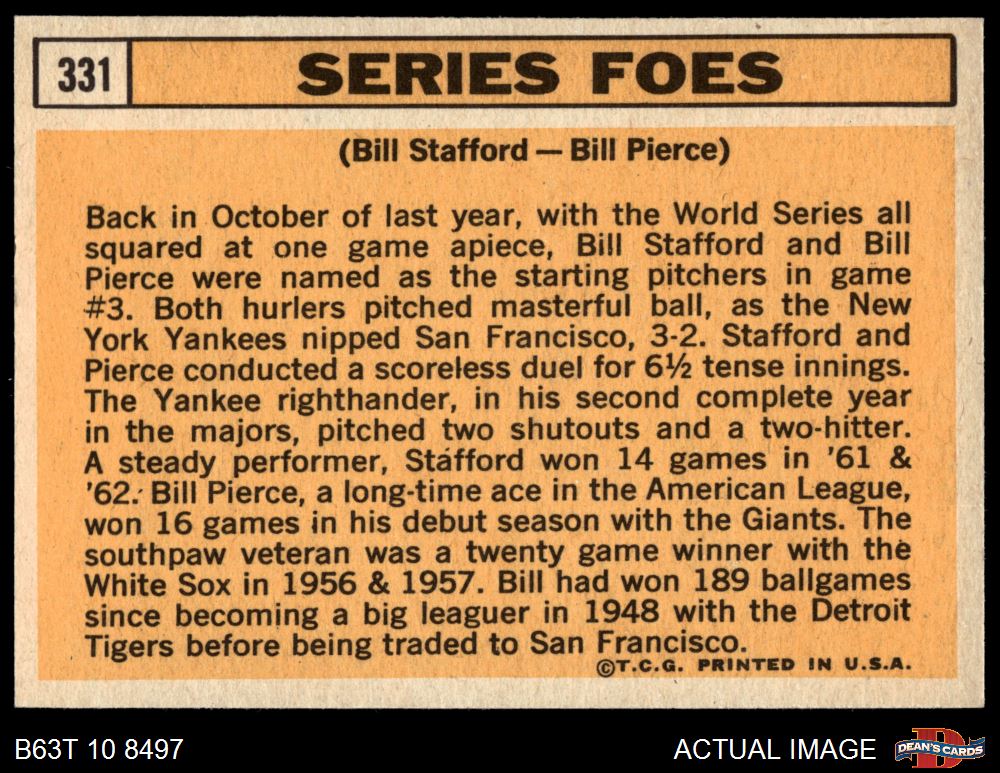 331 SERIES FOES
(Bill Stafford — Bill Pierce)
Back in October of last year, with the World Series all
squared at one game apiece, Bill Stafford and Bill
Pierce were named as the starting pitchers in game
#3. Both hurlers pitched masterful ball, as the New
York Yankees nipped San Francisco, 3-2. Stafford and
Pierce conducted a scoreless duel for 6½ tense innings.
The Yankee righthander, in his second complete year
in the majors, pitched two shutouts and a two-hitter.
A steady performer, Stafford won 14 games in '61 &
'62. Bill Pierce, a long-time ace in the American League,
won 16 games in his debut season with the Giants. The
southpaw veteran was a twenty game winner with the
White Sox in 1956 & 1957. Bill had won 189 ballgames
since becoming a big leaguer in 1948 with the Detroit
Tigers before being traded to San Francisco.
©T.C.G. PRINTED IN U.S.A.
B63T 10 8497 ACTUAL IMAGE D DEAN'S CARDS